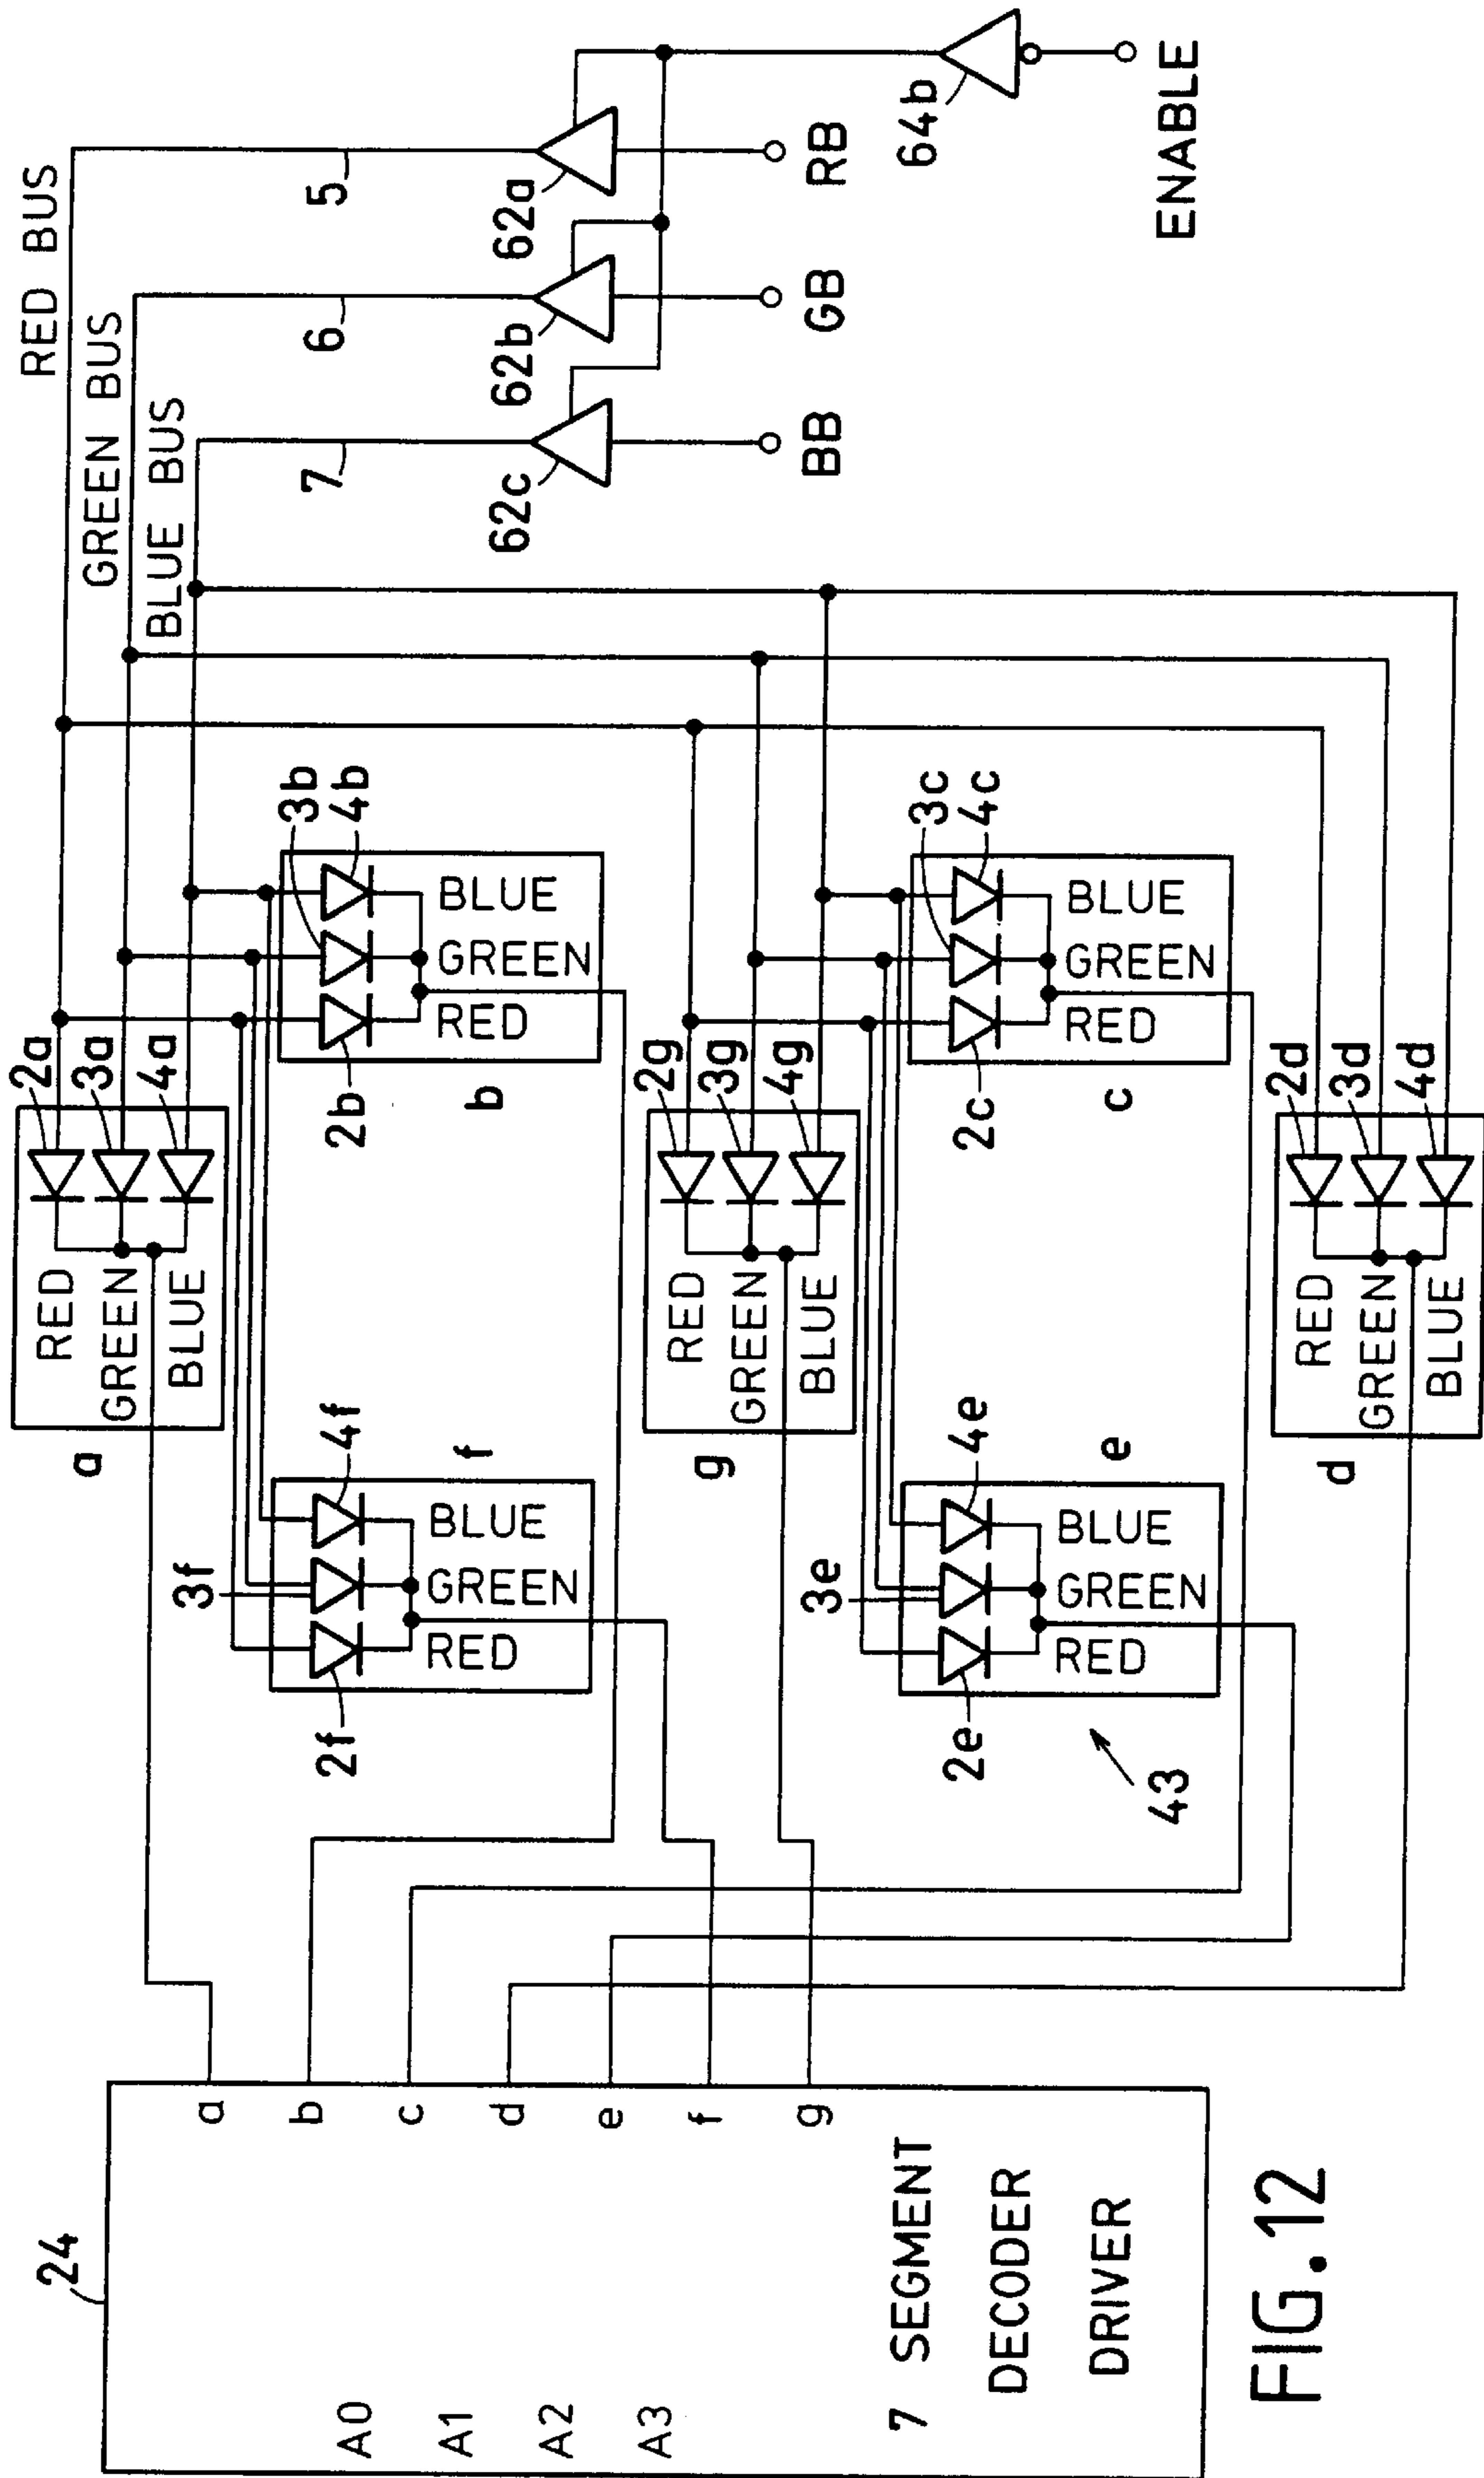 24
A0
A1
A2
A3
a
b
c
d
e
f
g
7 SEGMENT
DECODER
DRIVER
a
RED
GREEN
BLUE
2a
3a
4a
f
2f
3f
4f
RED
GREEN
BLUE
b
2b
3b
4b
RED
GREEN
BLUE
g
RED
GREEN
BLUE
2g
3g
4g
e
2e
3e
4e
RED
GREEN
BLUE
c
2c
3c
4c
RED
GREEN
BLUE
d
RED
GREEN
BLUE
2d
3d
4d
43
RED BUS
GREEN BUS
BLUE BUS
5
6
7
62a
62b
62c
64b
RB
GB
BB
ENABLE
FIG.12